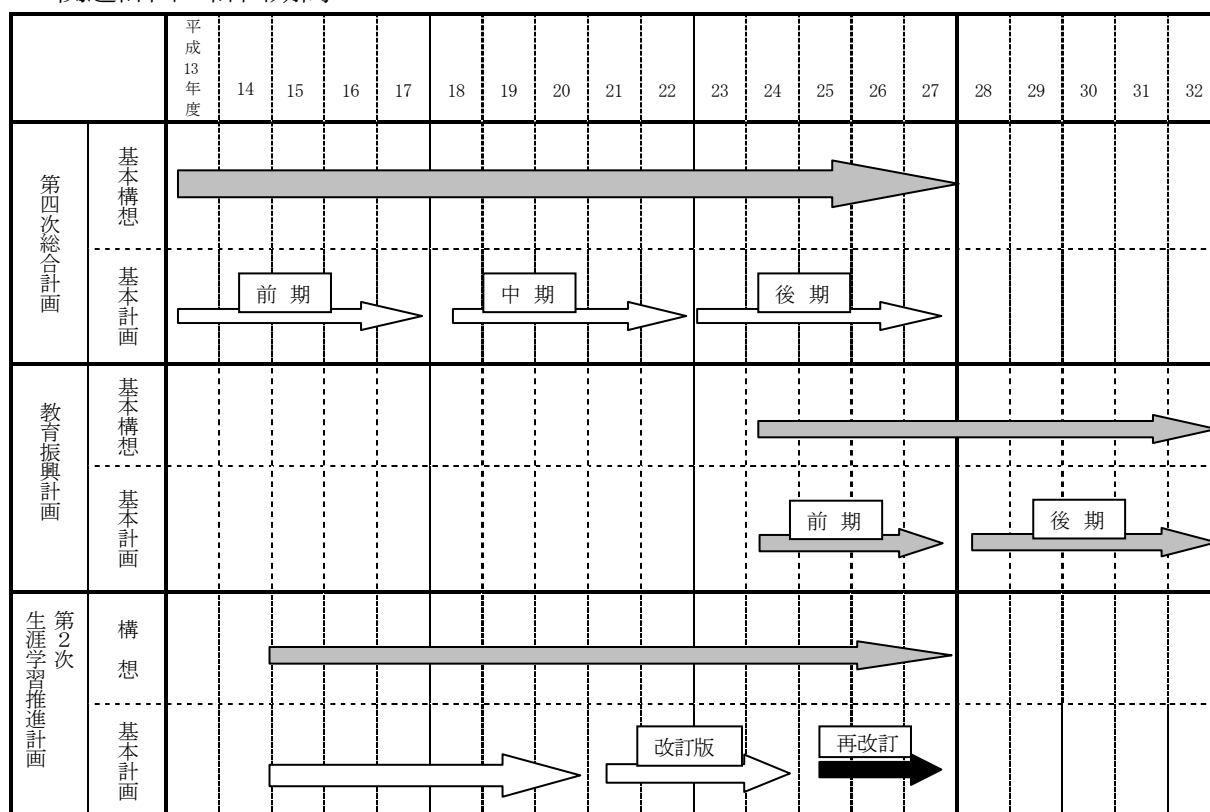 平成13年度 14 15 16 17 18 19 20 21 22 23 24 25 26 27 28 29 30 31 32
第四次総合計画
基本構想
基本計画
前期 中期 後期
教育振興計画
基本構想
基本計画
前期 後期
第2次
生涯学習推進計画
構想
基本計画
改訂版 再改訂